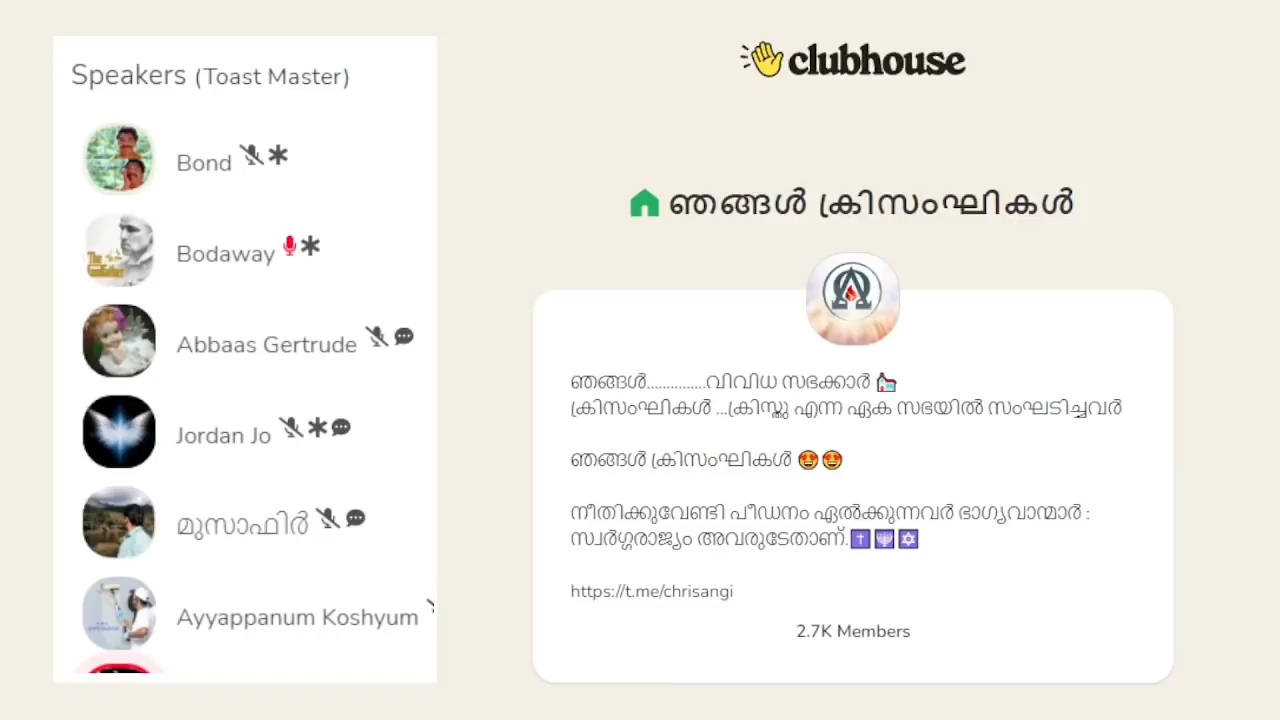 Speakers (Toast Master)
Bond
Bodaway
Abbaas Gertrude
Jordan Jo
മുസാഫിർ
Ayyappanum Koshyum
clubhouse
ഞങ്ങൾ ക്രിസംഘികൾ
ഞങ്ങൾ..............വിവിധ സഭക്കാർ
ക്രിസംഘികൾ ...ക്രിസ്തു എന്ന ഏക സഭയിൽ സംഘടിച്ചവർ
ഞങ്ങൾ ക്രിസംഘികൾ 🤩🤩
നീതിക്കുവേണ്ടി പീഡനം ഏൽക്കുന്നവർ ഭാഗ്യവാന്മാർ :
സ്വർഗ്ഗരാജ്യം അവരുടേതാണ്.✝️🕎✡️
https://t.me/chrisangi
2.7K Members